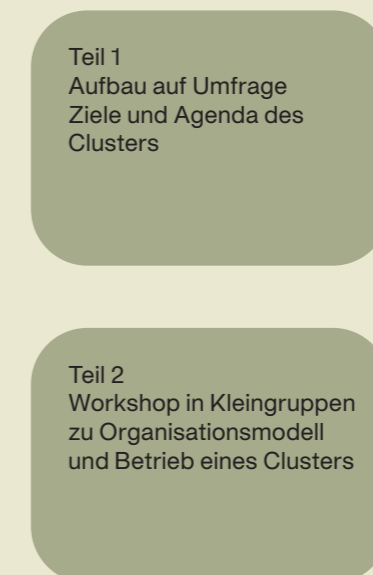 Teil 1
Aufbau auf Umfrage
Ziele und Agenda des
Clusters
Teil 2
Workshop in Kleingruppen
zu Organisationsmodell
und Betrieb eines Clusters